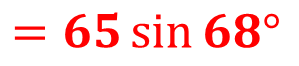 = 65 sin 68°